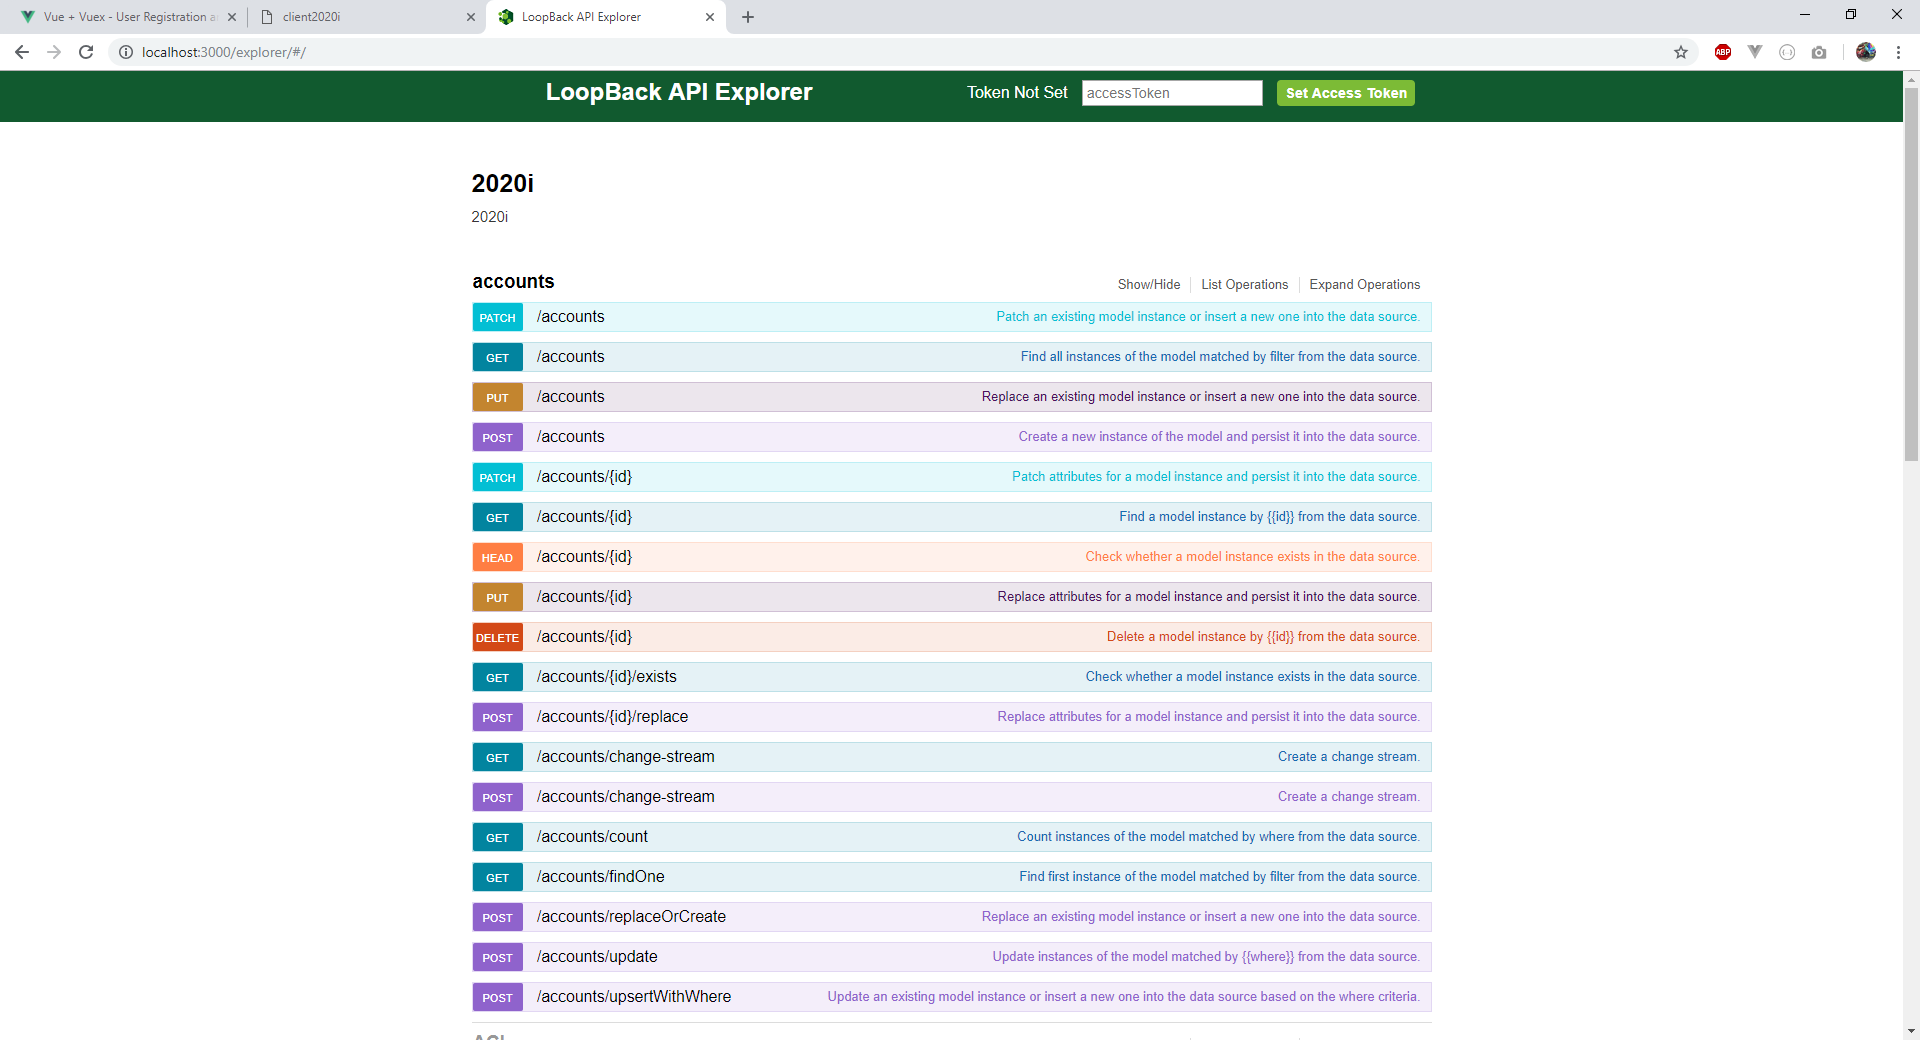 Vue + Vuex - User Registration a
client2020i
LoopBack API Explorer
localhost:3000/explorer/#/
ABP
LoopBack API Explorer
Token Not Set
accessToken
Set Access Token
2020i
2020i
accounts
Show/Hide
List Operations
Expand Operations
PATCH /accounts Patch an existing model instance or insert a new one into the data source.
GET /accounts Find all instances of the model matched by filter from the data source.
PUT /accounts Replace an existing model instance or insert a new one into the data source.
POST /accounts Create a new instance of the model and persist it into the data source.
PATCH /accounts/{id} Patch attributes for a model instance and persist it into the data source.
GET /accounts/{id} Find a model instance by {{id}} from the data source.
HEAD /accounts/{id} Check whether a model instance exists in the data source.
PUT /accounts/{id} Replace attributes for a model instance and persist it into the data source.
DELETE /accounts/{id} Delete a model instance by {{id}} from the data source.
GET /accounts/{id}/exists Check whether a model instance exists in the data source.
POST /accounts/{id}/replace Replace attributes for a model instance and persist it into the data source.
GET /accounts/change-stream Create a change stream.
POST /accounts/change-stream Create a change stream.
GET /accounts/count Count instances of the model matched by where from the data source.
GET /accounts/findOne Find first instance of the model matched by filter from the data source.
POST /accounts/replaceOrCreate Replace an existing model instance or insert a new one into the data source.
POST /accounts/update Update instances of the model matched by {{where}} from the data source.
POST /accounts/upsertWithWhere Update an existing model instance or insert a new one into the data source based on the where criteria.